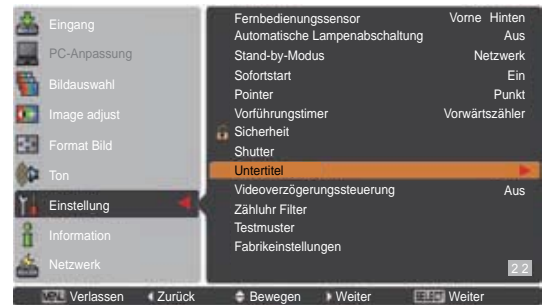 Eingang
PC-Anpassung
Bildauswahl
Image adjust
Format Bild
Ton
Einstellung
Information
Netzwerk
Fernbedienungssensor Vorne Hinten
Automatische Lampenabschaltung Aus
Stand-by-Modus Netzwerk
Sofortstart Ein
Pointer Punkt
Vorführungstimer Vorwärtszähler
Sicherheit
Shutter
Untertitel
Videoverzögerungssteuerung Aus
Zähluhr Filter
Testmuster
Fabrikeinstellungen
2 2
Verlassen Zurück Bewegen Weiter Weiter